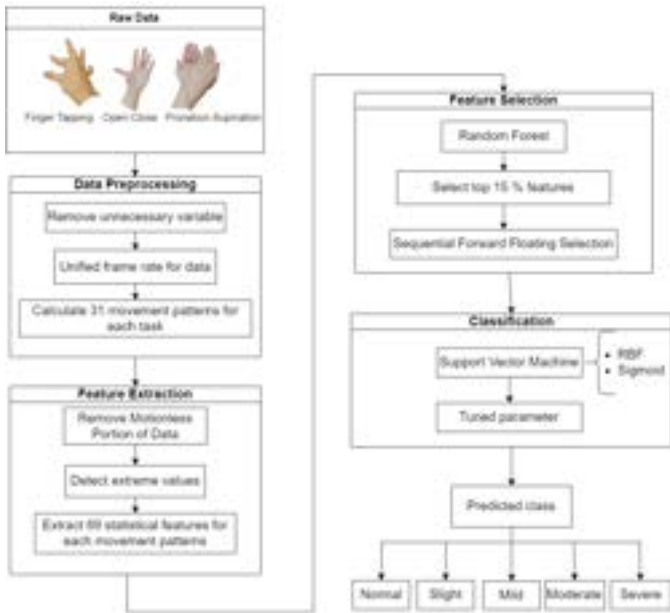 Raw Data
Finger Tapping
Open Close
Pronation-Supination
Data Preprocessing
Remove unnecessary variable
Unified frame rate for data
Calculate 31 movement patterns for
each task
Feature Extraction
Remove Motionless
Portion of Data
Detect extreme values
Extract 69 statistical features for
each movement patterns
Feature Selection
Random Forest
Select top 15 % features
Sequential Forward Floating Selection
Classification
Support Vector Machine
• RBF
• Sigmoid
Tuned parameter
Predicted class
Normal
Slight
Mild
Moderate
Severe